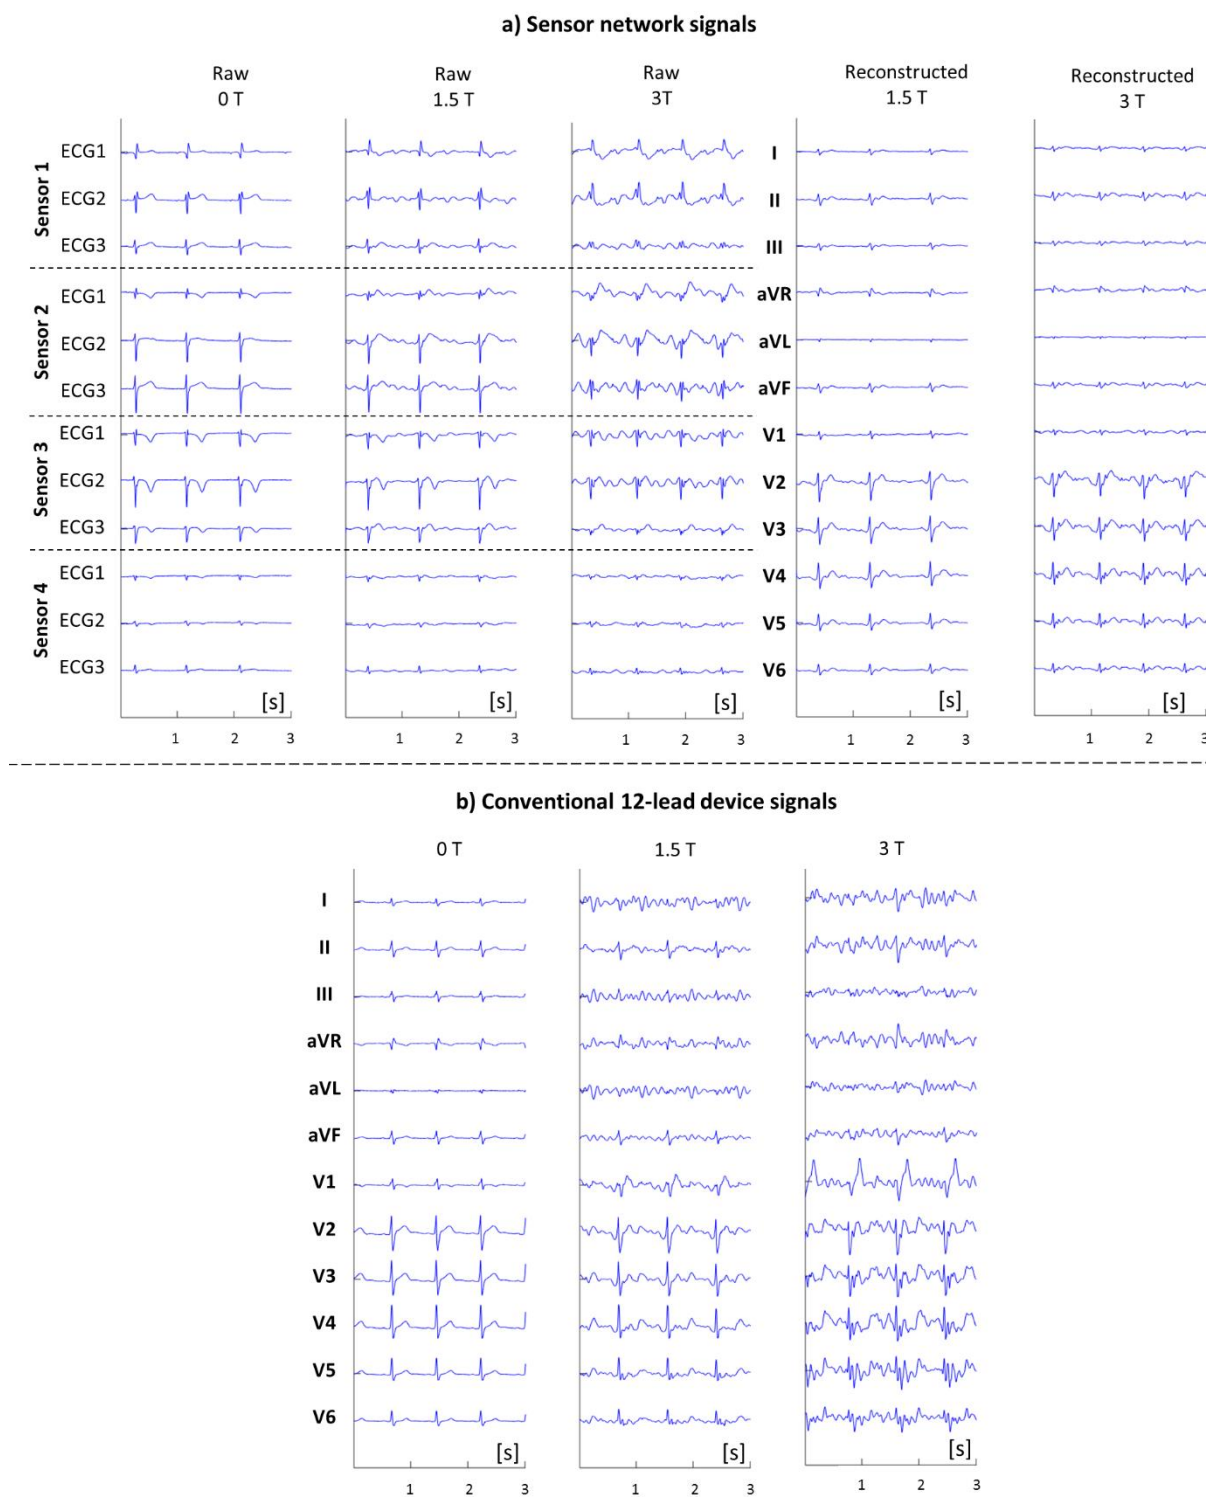 a) Sensor network signals
Raw
0 T
Raw
1.5 T
Raw
3T
Reconstructed
1.5 T
Reconstructed
3 T
Sensor 1
ECG1
ECG2
ECG3
Sensor 2
ECG1
ECG2
ECG3
Sensor 3
ECG1
ECG2
ECG3
Sensor 4
ECG1
ECG2
ECG3
I
II
III
aVR
aVL
aVF
V1
V2
V3
V4
V5
V6
[s] [s] [s] [s] [s]
1 2 3 1 2 3 1 2 3 1 2 3 1 2 3
b) Conventional 12-lead device signals
0 T 1.5 T 3 T
I
II
III
aVR
aVL
aVF
V1
V2
V3
V4
V5
V6
[s] [s] [s]
1 2 3 1 2 3 1 2 3